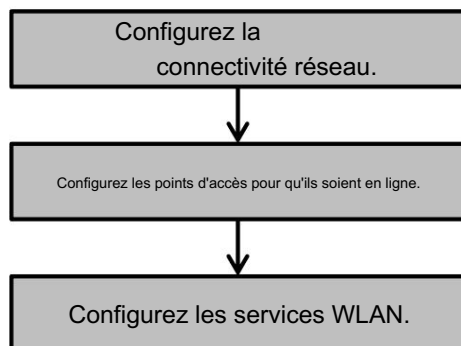 Configurez la
connectivité réseau.
Configurez les points d'accès pour qu'ils soient en ligne.
Configurez les services WLAN.